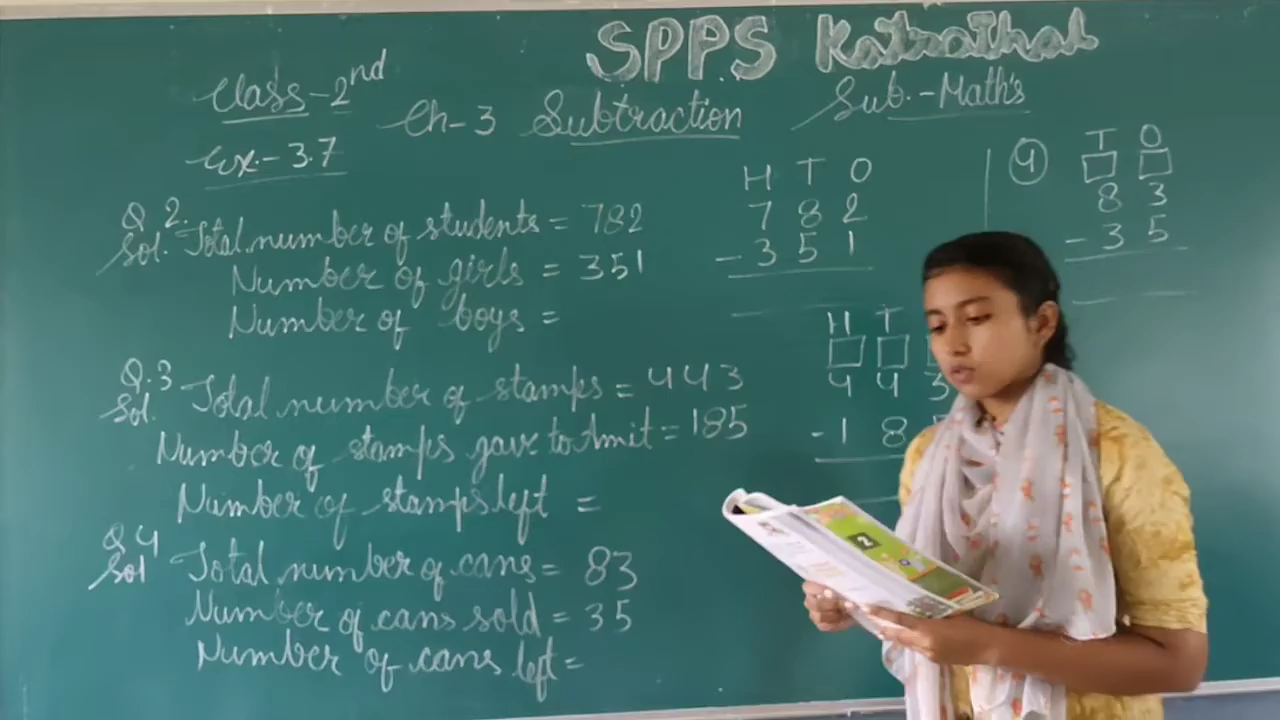 SPPS Katrathal
Class-2nd
Ch-3 Subtraction
Sub.-Math's
Ex.-3.7
Q.2.
Sol. Total number of students = 782
Number of girls = 351
Number of boys =
H T O
7 8 2
- 3 5 1
Q.3
Sol. Total number of stamps = 443
Number of stamps gave to Amit = 185
Number of stamps left =
H T
4 4 3
- 1 8
Q4
Sol Total number of cans = 83
Number of cans sold = 35
Number of cans left =
4
T O
8 3
- 3 5
2